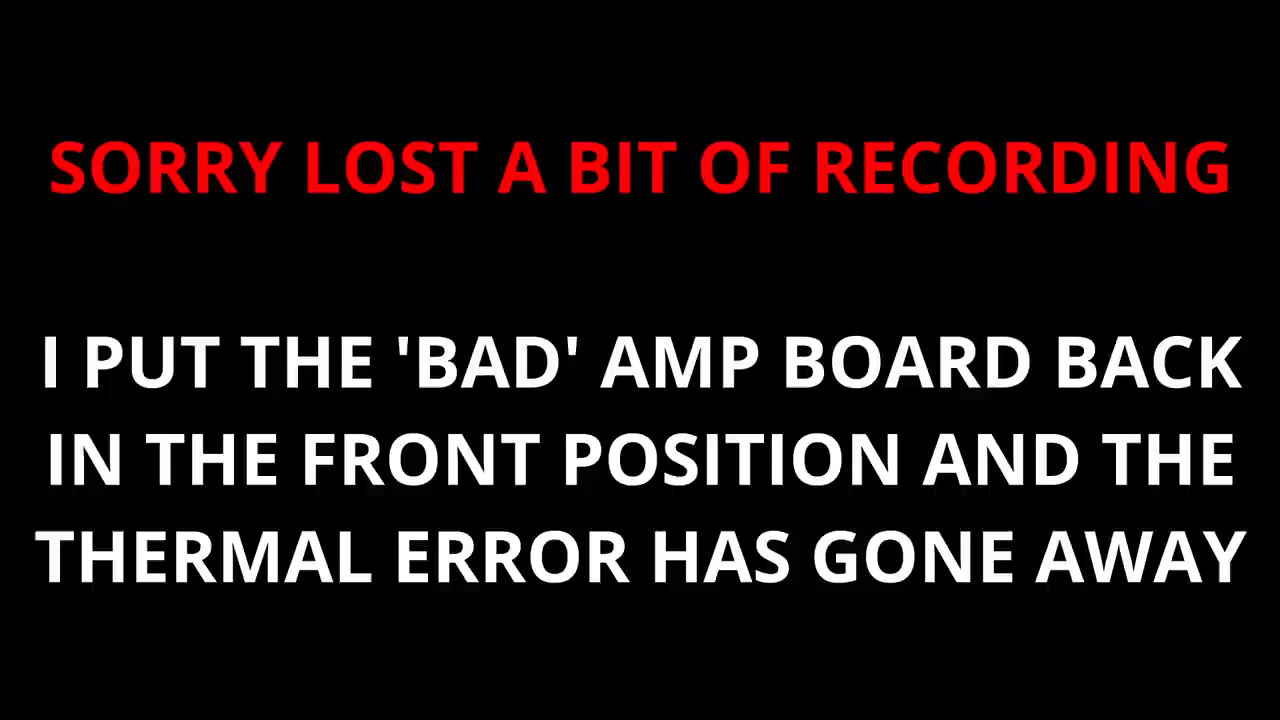 SORRY LOST A BIT OF RECORDING
I PUT THE 'BAD' AMP BOARD BACK
IN THE FRONT POSITION AND THE
THERMAL ERROR HAS GONE AWAY